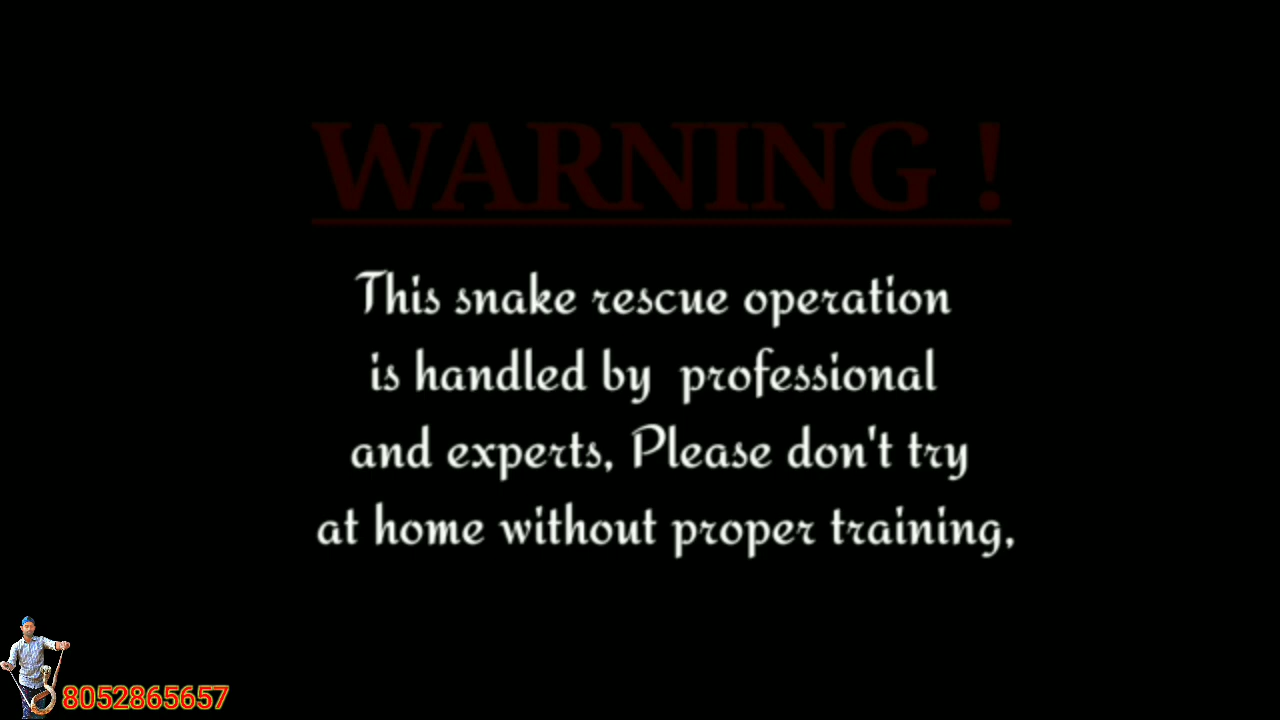 WARNING !
This snake rescue operation
is handled by professional
and experts, Please don't try
at home without proper training,
8052865657